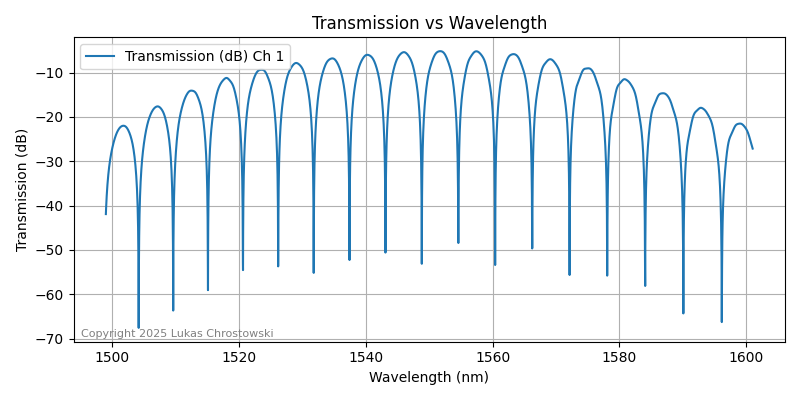 Transmission vs Wavelength
Transmission (dB) Ch 1
Transmission (dB)
−10
−20
−30
−40
−50
−60
−70
Copyright 2025 Lukas Chrostowski
1500 1520 1540 1560 1580 1600
Wavelength (nm)